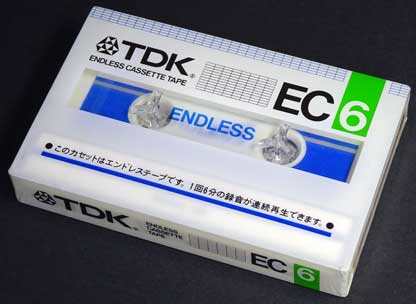 TDK®
ENDLESS CASSETTE TAPE
EC 6
ENDLESS
●このカセットはエンドレステープです。1回6分の録音が連続再生できます。●
TDK®
ENDLESS
CASSETTE
TAPE
EC 6